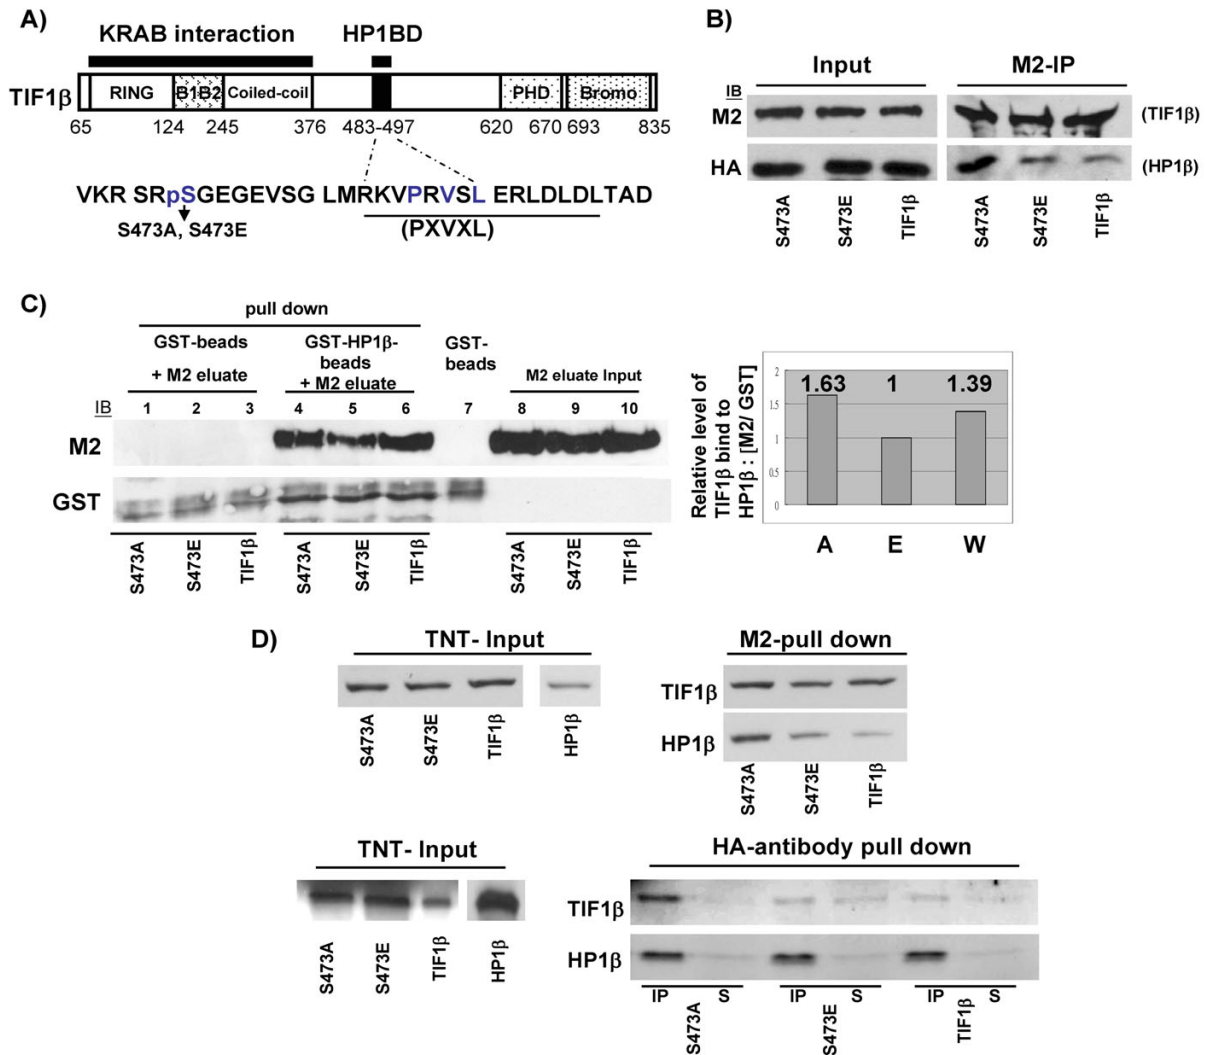 A)
KRAB interaction HP1BD
TIF1β RING B1B2 Coiled-coil PHD Bromo
65 124 245 376 483-497 620 670 693 835
VKR SRpSGEGEVSG LMRKVPRVSL ERLDLDLTAD
S473A, S473E (PXVXL)
B)
Input M2-IP
IB
M2 (TIF1β)
HA (HP1β)
S473A S473E TIF1β S473A S473E TIF1β
C)
pull down
GST-beads + M2 eluate
GST-HP1β-beads + M2 eluate
GST-beads
M2 eluate Input
IB 1 2 3 4 5 6 7 8 9 10
M2
GST
S473A S473E TIF1β S473A S473E TIF1β S473A S473E TIF1β
Relative level of
TIF1β bind to
HP1β : [M2/ GST]
2
1.5
1
0.5
0
1.63 1 1.39
A E W
D)
TNT- Input
S473A S473E TIF1β HP1β
M2-pull down
TIF1β
HP1β
S473A S473E TIF1β
TNT- Input
S473A S473E TIF1β HP1β
HA-antibody pull down
TIF1β
HP1β
IP S IP S IP S
S473A S473E TIF1β